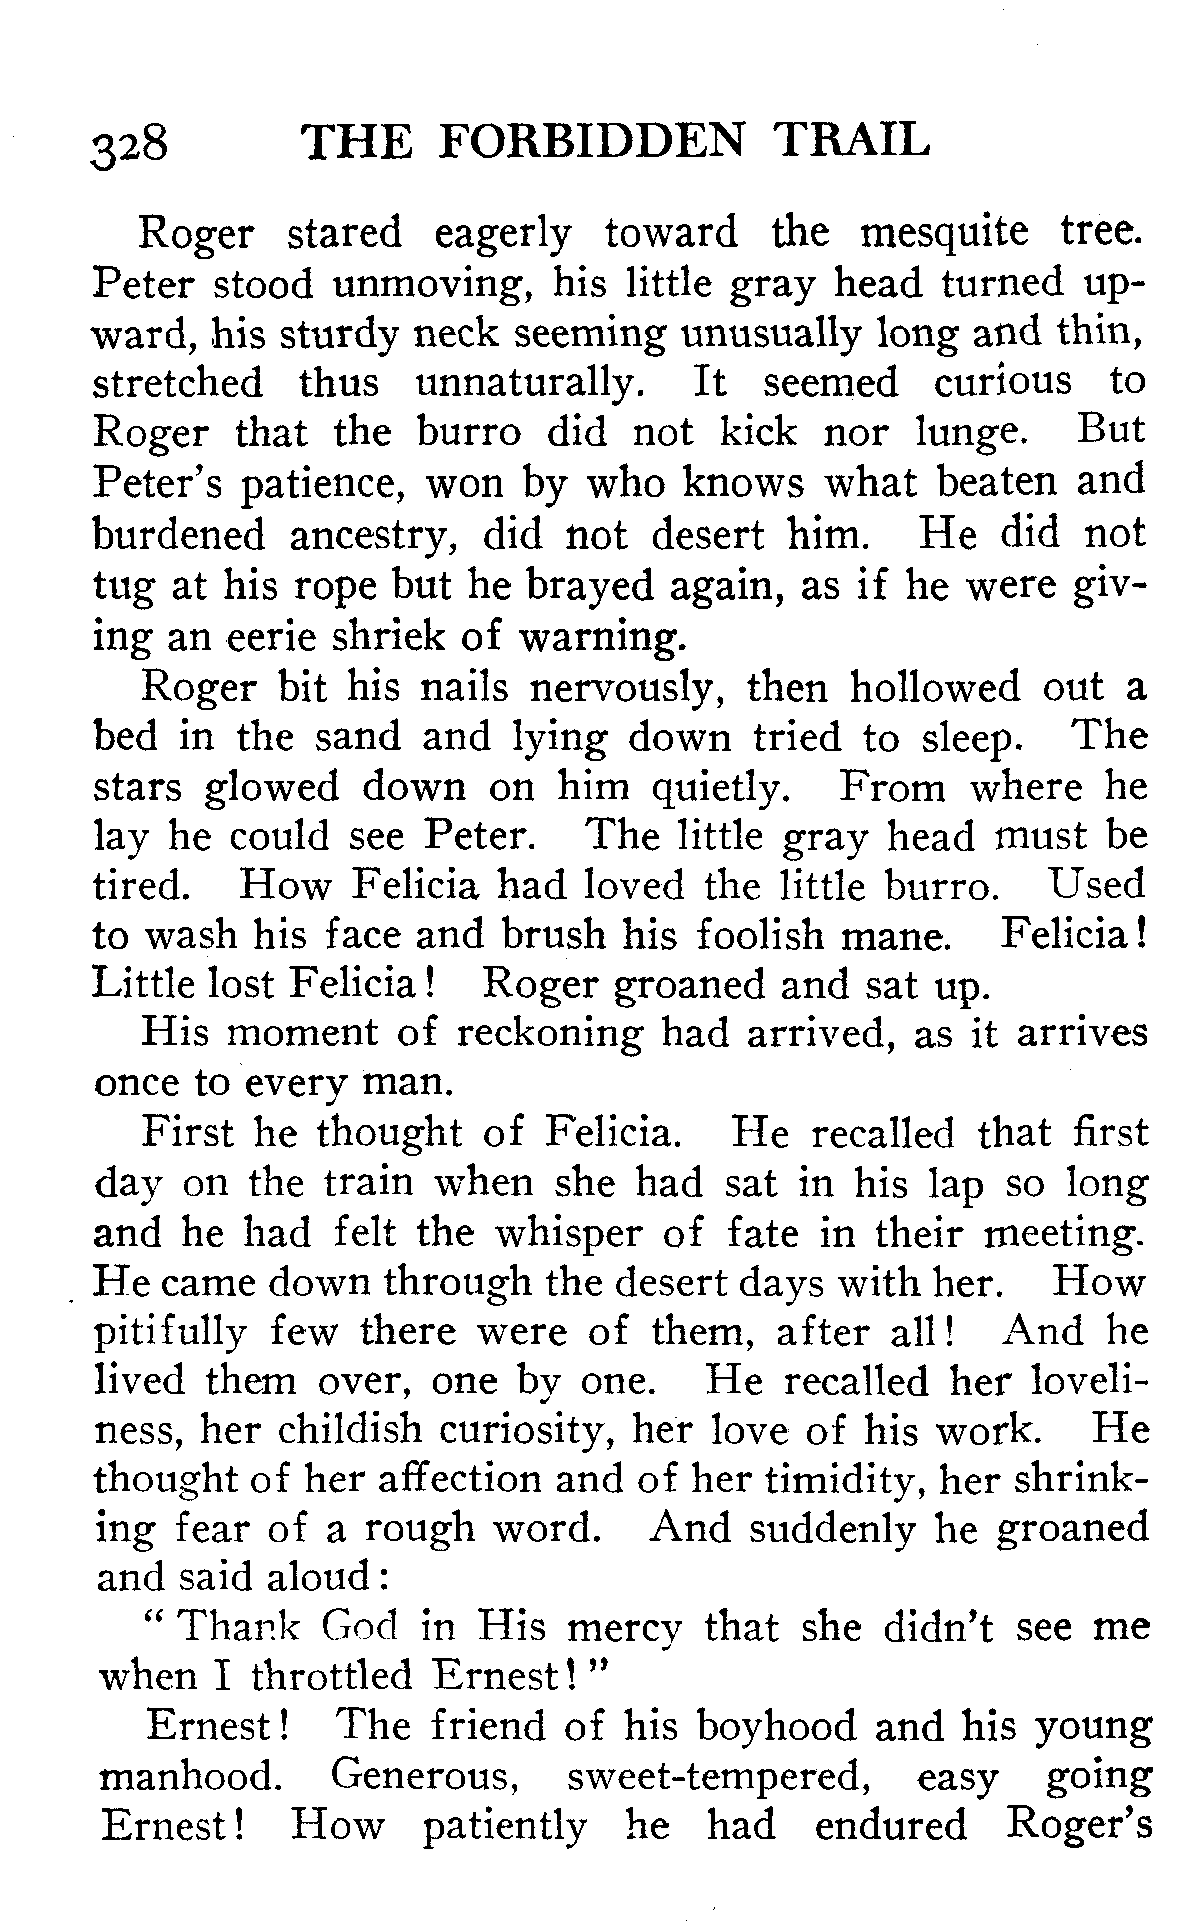 328 THE FORBIDDEN TRAIL
Roger stared eagerly toward the mesquite tree.
Peter stood unmoving, his little gray head turned up-
ward, his sturdy neck seeming unusually long and thin,
stretched thus unnaturally. It seemed curious to
Roger that the burro did not kick nor lunge. But
Peter's patience, won by who knows what beaten and
burdened ancestry, did not desert him. He did not
tug at his rope but he brayed again, as if he were giv-
ing an eerie shriek of warning.
Roger bit his nails nervously, then hollowed out a
bed in the sand and lying down tried to sleep. The
stars glowed down on him quietly. From where he
lay he could see Peter. The little gray head must be
tired. How Felicia had loved the little burro. Used
to wash his face and brush his foolish mane. Felicia!
Little lost Felicia! Roger groaned and sat up.
His moment of reckoning had arrived, as it arrives
once to every man.
First he thought of Felicia. He recalled that first
day on the train when she had sat in his lap so long
and he had felt the whisper of fate in their meeting.
He came down through the desert days with her. How
pitifully few there were of them, after all! And he
lived them over, one by one. He recalled her loveli-
ness, her childish curiosity, her love of his work. He
thought of her affection and of her timidity, her shrink-
ing fear of a rough word. And suddenly he groaned
and said aloud:
"Thank God in His mercy that she didn't see me
when I throttled Ernest!"
Ernest! The friend of his boyhood and his young
manhood. Generous, sweet-tempered, easy going
Ernest! How patiently he had endured Roger's